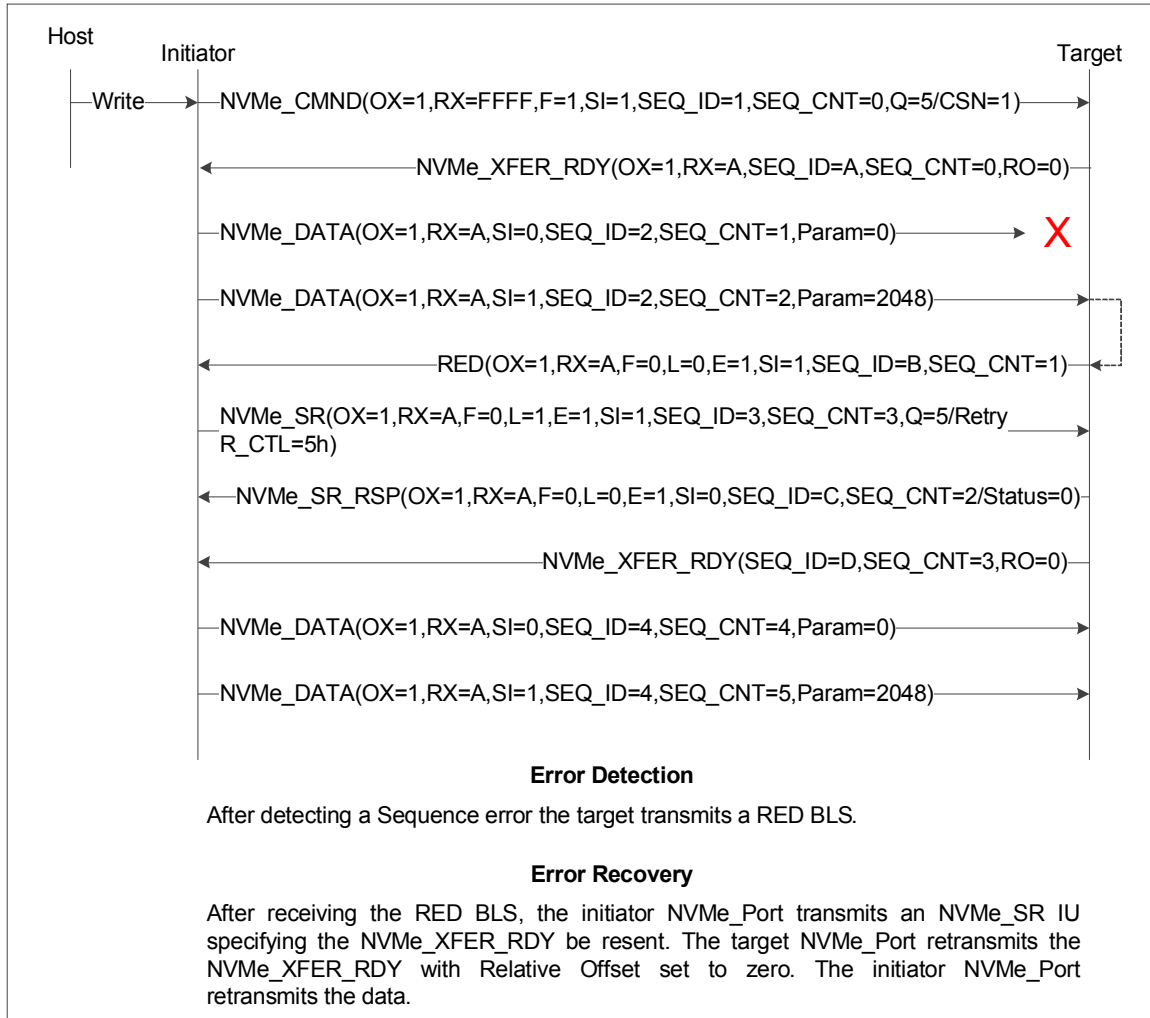 Host
Initiator
Target
Write
NVMe_CMND(OX=1,RX=FFFF,F=1,SI=1,SEQ_ID=1,SEQ_CNT=0,Q=5/CSN=1)
NVMe_XFER_RDY(OX=1,RX=A,SEQ_ID=A,SEQ_CNT=0,RO=0)
NVMe_DATA(OX=1,RX=A,SI=0,SEQ_ID=2,SEQ_CNT=1,Param=0)
X
NVMe_DATA(OX=1,RX=A,SI=1,SEQ_ID=2,SEQ_CNT=2,Param=2048)
RED(OX=1,RX=A,F=0,L=0,E=1,SI=1,SEQ_ID=B,SEQ_CNT=1)
NVMe_SR(OX=1,RX=A,F=0,L=1,E=1,SI=1,SEQ_ID=3,SEQ_CNT=3,Q=5/Retry
R_CTL=5h)
NVMe_SR_RSP(OX=1,RX=A,F=0,L=0,E=1,SI=0,SEQ_ID=C,SEQ_CNT=2/Status=0)
NVMe_XFER_RDY(SEQ_ID=D,SEQ_CNT=3,RO=0)
NVMe_DATA(OX=1,RX=A,SI=0,SEQ_ID=4,SEQ_CNT=4,Param=0)
NVMe_DATA(OX=1,RX=A,SI=1,SEQ_ID=4,SEQ_CNT=5,Param=2048)
Error Detection
After detecting a Sequence error the target transmits a RED BLS.
Error Recovery
After receiving the RED BLS, the initiator NVMe_Port transmits an NVMe_SR IU
specifying the NVMe_XFER_RDY be resent. The target NVMe_Port retransmits the
NVMe_XFER_RDY with Relative Offset set to zero. The initiator NVMe_Port
retransmits the data.